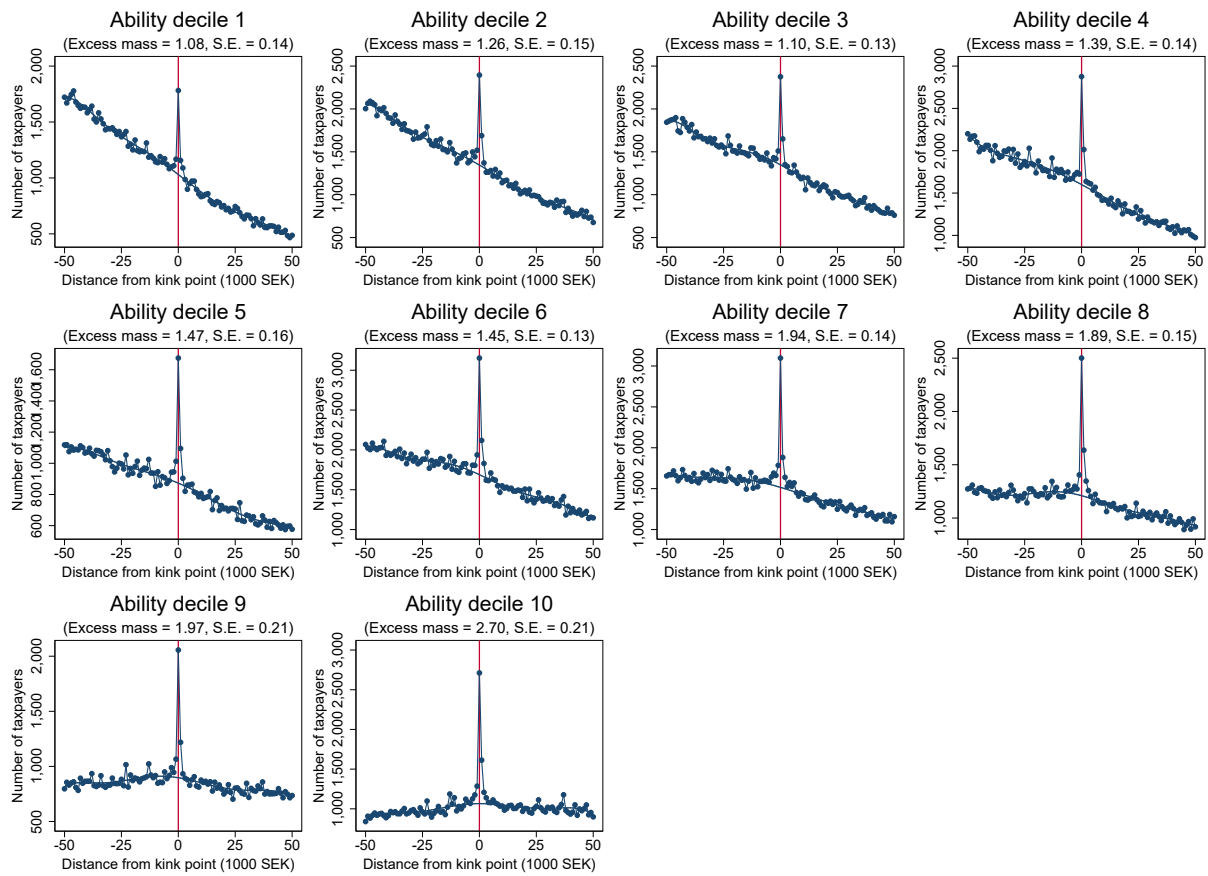 Ability decile 1
(Excess mass = 1.08, S.E. = 0.14)
Number of taxpayers
2,000
1,500
1,000
500
-50 -25 0 25 50
Distance from kink point (1000 SEK)
Ability decile 2
(Excess mass = 1.26, S.E. = 0.15)
Number of taxpayers
2,500
2,000
1,500
1,000
500
-50 -25 0 25 50
Distance from kink point (1000 SEK)
Ability decile 3
(Excess mass = 1.10, S.E. = 0.13)
Number of taxpayers
2,500
2,000
1,500
1,000
500
-50 -25 0 25 50
Distance from kink point (1000 SEK)
Ability decile 4
(Excess mass = 1.39, S.E. = 0.14)
Number of taxpayers
3,000
2,500
2,000
1,500
1,000
-50 -25 0 25 50
Distance from kink point (1000 SEK)
Ability decile 5
(Excess mass = 1.47, S.E. = 0.16)
Number of taxpayers
1,600
1,400
1,200
1,000
800
600
-50 -25 0 25 50
Distance from kink point (1000 SEK)
Ability decile 6
(Excess mass = 1.45, S.E. = 0.13)
Number of taxpayers
3,000
2,500
2,000
1,500
1,000
-50 -25 0 25 50
Distance from kink point (1000 SEK)
Ability decile 7
(Excess mass = 1.94, S.E. = 0.14)
Number of taxpayers
3,000
2,500
2,000
1,500
1,000
-50 -25 0 25 50
Distance from kink point (1000 SEK)
Ability decile 8
(Excess mass = 1.89, S.E. = 0.15)
Number of taxpayers
2,500
2,000
1,500
1,000
-50 -25 0 25 50
Distance from kink point (1000 SEK)
Ability decile 9
(Excess mass = 1.97, S.E. = 0.21)
Number of taxpayers
2,000
1,500
1,000
500
-50 -25 0 25 50
Distance from kink point (1000 SEK)
Ability decile 10
(Excess mass = 2.70, S.E. = 0.21)
Number of taxpayers
3,000
2,500
2,000
1,500
1,000
-50 -25 0 25 50
Distance from kink point (1000 SEK)